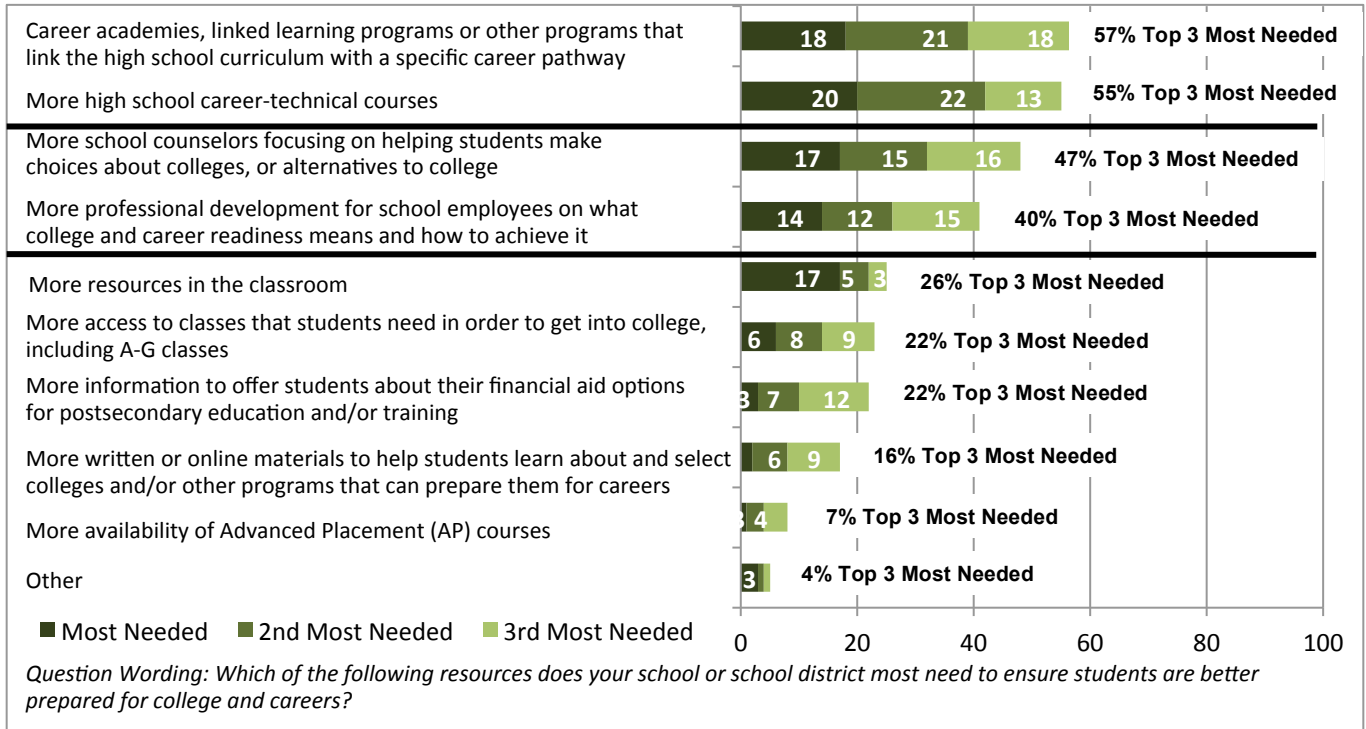 Career academies, linked learning programs or other programs that
link the high school curriculum with a specific career pathway
18 21 18 57% Top 3 Most Needed
More high school career-technical courses
20 22 13 55% Top 3 Most Needed
More school counselors focusing on helping students make
choices about colleges, or alternatives to college
17 15 16 47% Top 3 Most Needed
More professional development for school employees on what
college and career readiness means and how to achieve it
14 12 15 40% Top 3 Most Needed
More resources in the classroom
17 5 3 26% Top 3 Most Needed
More access to classes that students need in order to get into college,
including A-G classes
6 8 9 22% Top 3 Most Needed
More information to offer students about their financial aid options
for postsecondary education and/or training
3 7 12 22% Top 3 Most Needed
More written or online materials to help students learn about and select
colleges and/or other programs that can prepare them for careers
6 9 16% Top 3 Most Needed
More availability of Advanced Placement (AP) courses
4 7% Top 3 Most Needed
Other
3 4% Top 3 Most Needed
Most Needed 2nd Most Needed 3rd Most Needed
0 20 40 60 80 100
Question Wording: Which of the following resources does your school or school district most need to ensure students are better
prepared for college and careers?